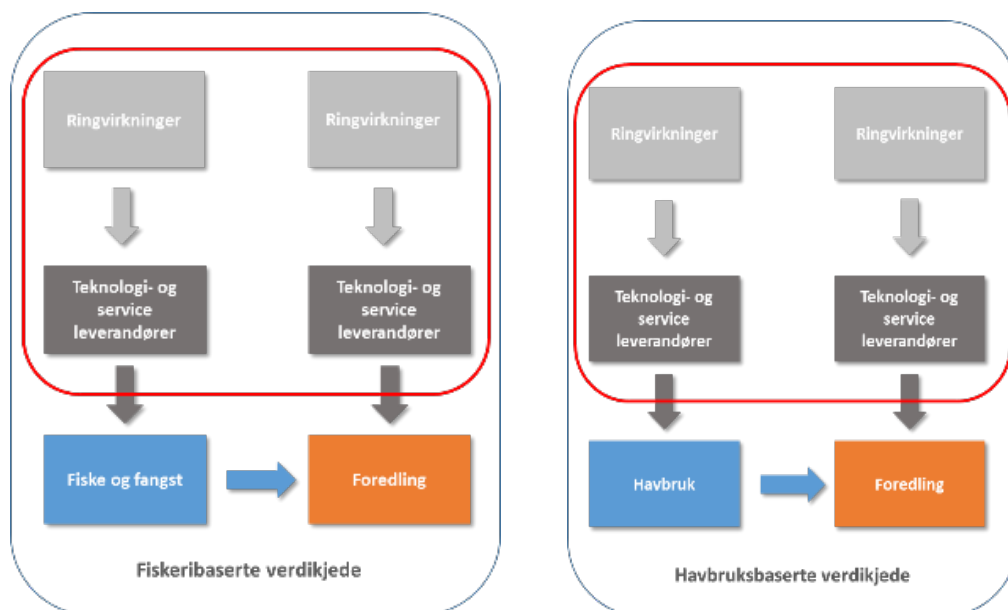 Ringvirkninger
Ringvirkninger
Teknologi- og
service
leverandører
Teknologi- og
service
leverandører
Fiske og fangst
Foredling
Fiskeribaserte verdikjede
Ringvirkninger
Ringvirkninger
Teknologi- og
service
leverandører
Teknologi- og
service
leverandører
Havbruk
Foredling
Havbruksbaserte verdikjede